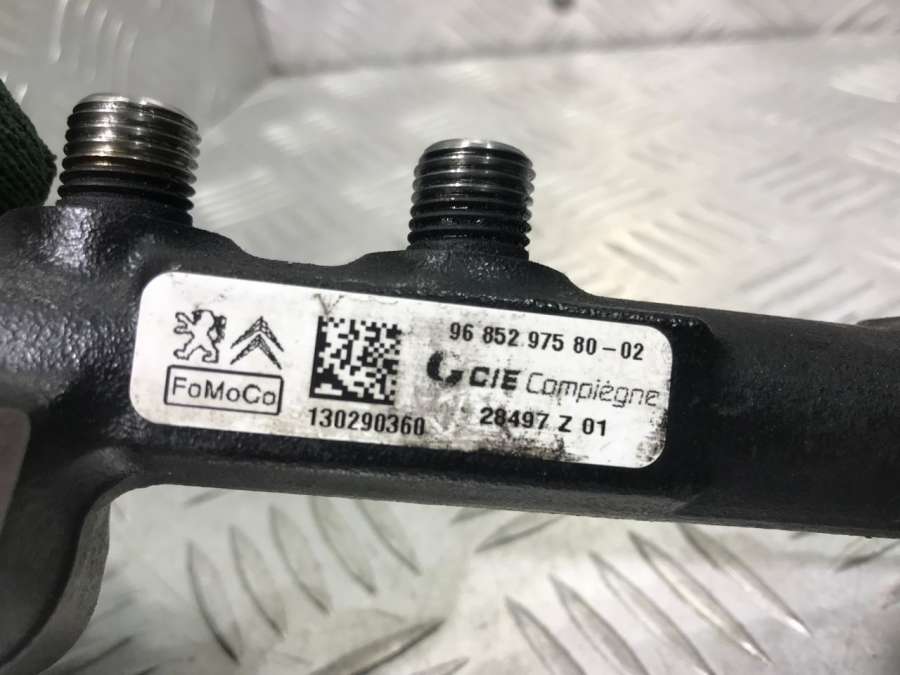 FoMoCo
130290360
96 852 975 80-02
CIE Compiègne
28497 Z 01